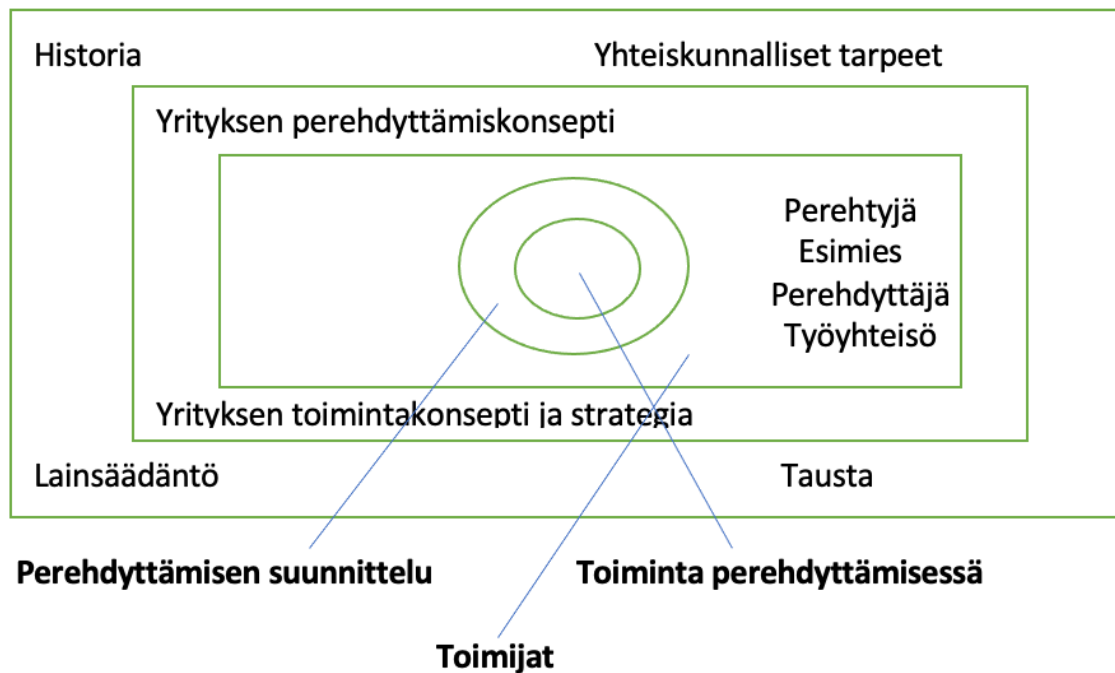 Historia
Yhteiskunnalliset tarpeet
Yrityksen perehdyttämiskonsepti
Perehtyjä
Esimies
Perehdyttäjä
Työyhteisö
Yrityksen toimintakonsepti ja strategia
Lainsäädäntö
Tausta
Perehdyttämisen suunnittelu
Toiminta perehdyttämisessä
Toimijat